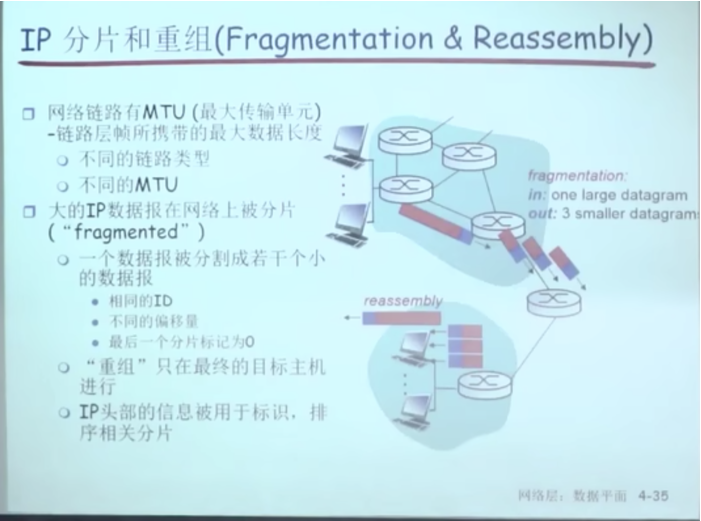 IP 分片和重组(Fragmentation & Reassembly)
网络链路有MTU (最大传输单元)
-链路层帧所携带的最大数据长度
不同的链路类型
不同的MTU
大的IP数据报在网络上被分片
(“fragmented”)
一个数据报被分割成若干个小
的数据报
相同的ID
不同的偏移量
最后一个分片标记为0
“重组”只在最终的目标主机
进行
IP头部的信息被用于标识，排
序相关分片
fragmentation:
in: one large datagram
out: 3 smaller datagrams
reassembly
网络层：数据平面 4-35